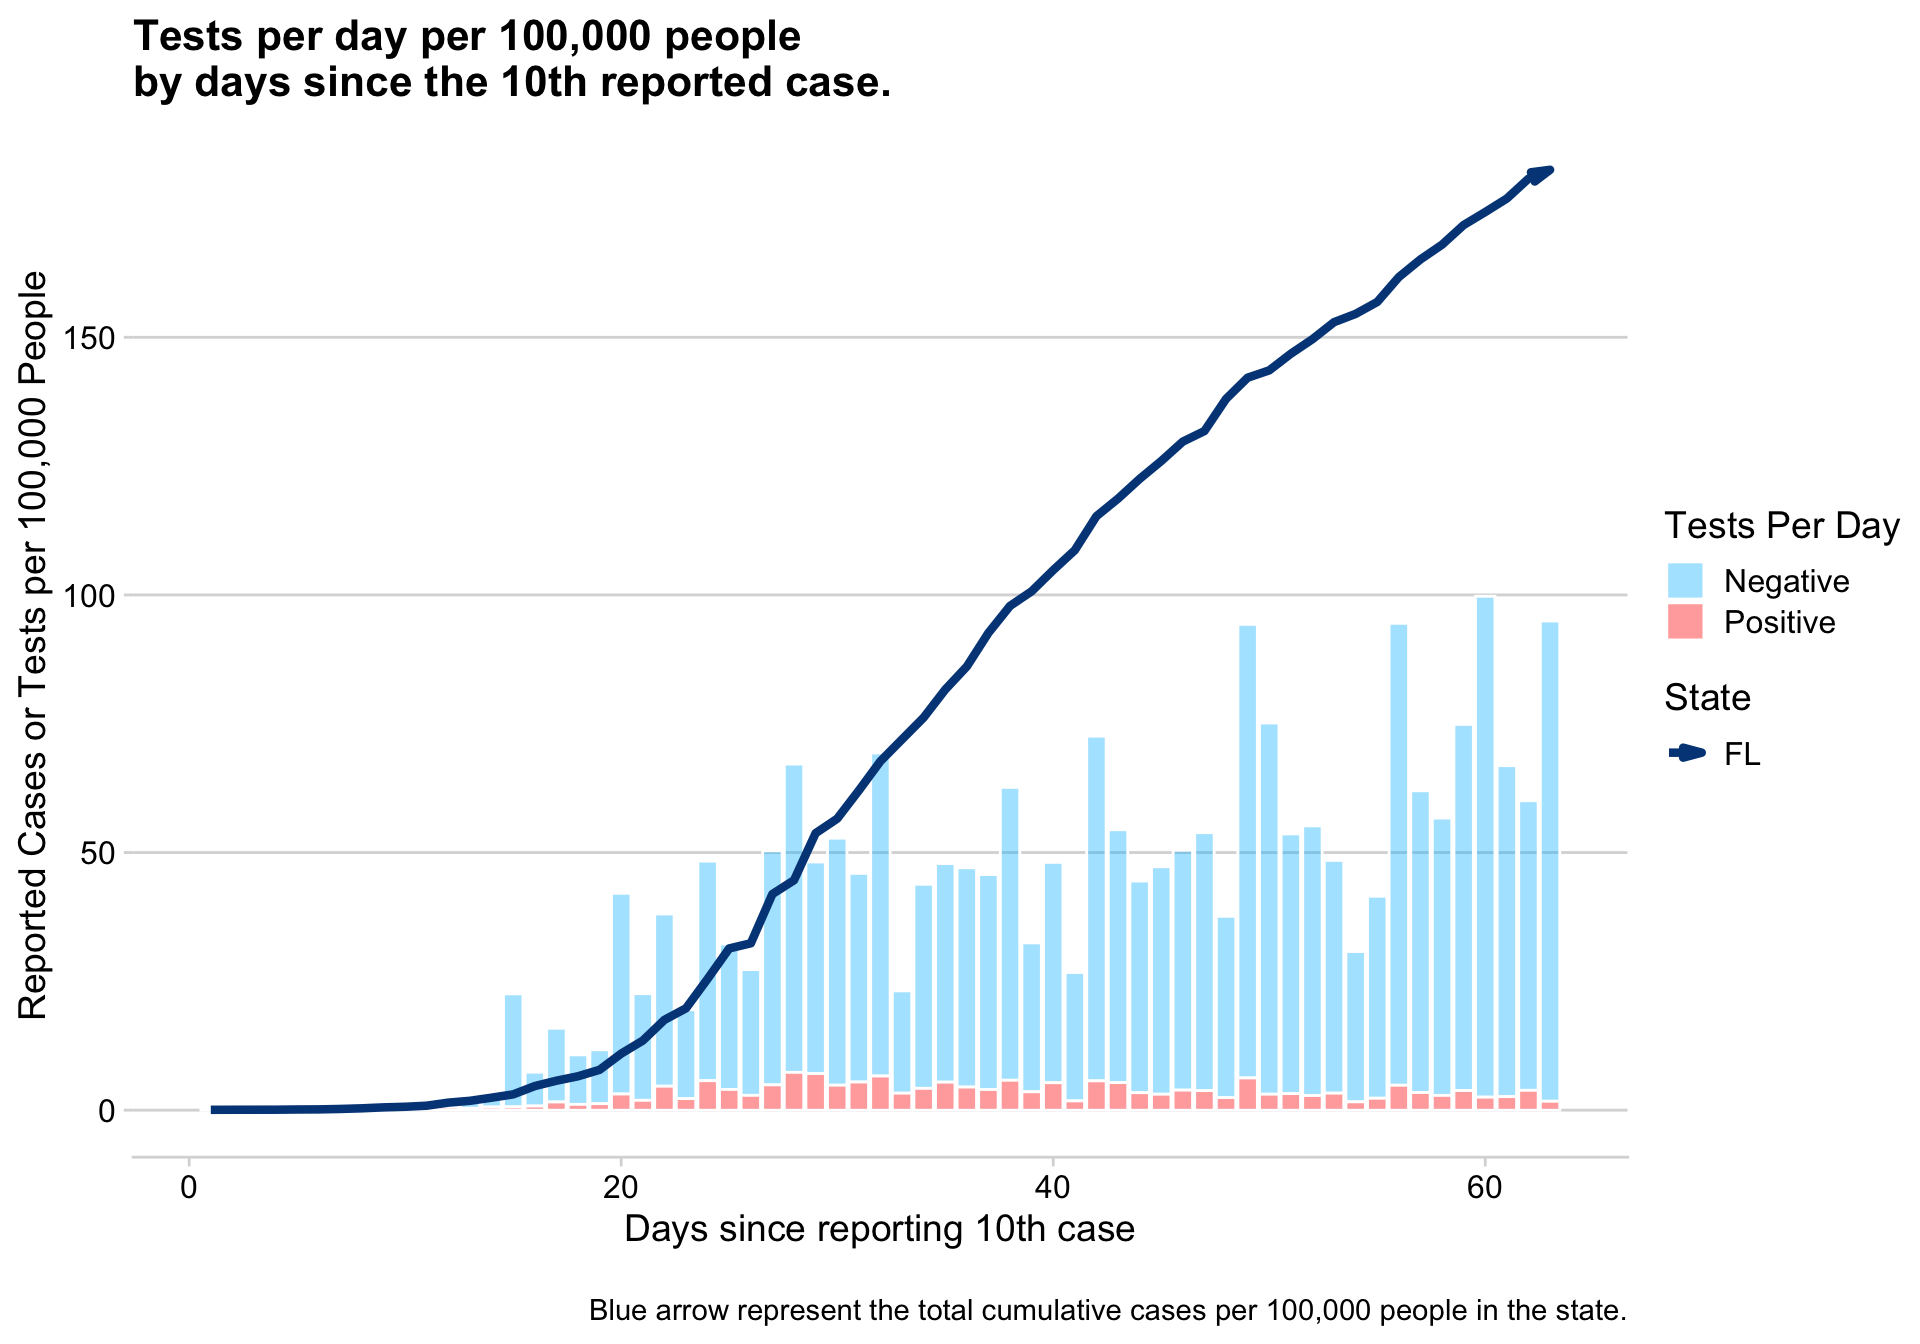 Tests per day per 100,000 people
by days since the 10th reported case.
Reported Cases or Tests per 100,000 People
150
100
50
0
0
20
40
60
Days since reporting 10th case
Tests Per Day
Negative
Positive
State
FL
Blue arrow represent the total cumulative cases per 100,000 people in the state.